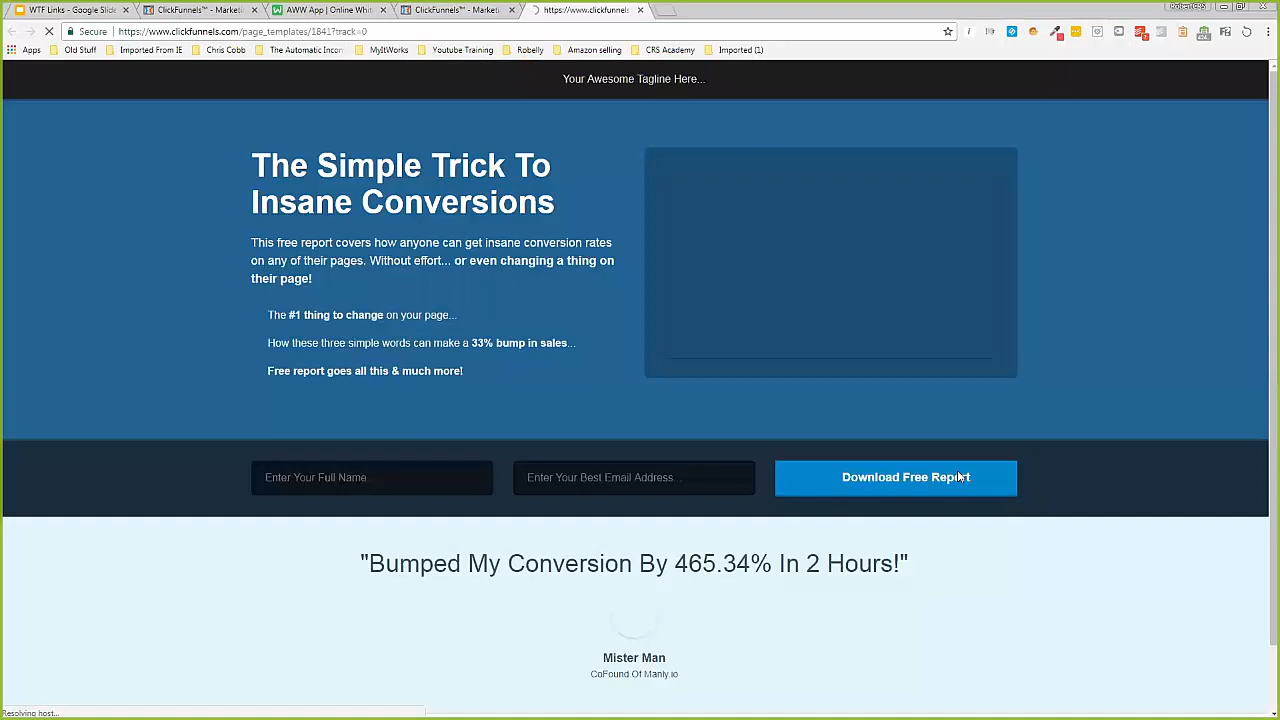 WTF Links - Google Slide
ClickFunnels™ - Marketi
AWW App | Online Whit
ClickFunnels™ - Marketi
https://www.clickfunnels
RobertCRS
Secure
https://www.clickfunnels.com/page_templates/1841?track=0
Apps
Old Stuff
Imported From IE
Chris Cobb
The Automatic Incon
MyItWorks
Youtube Training
Robelly
Amazon selling
CRS Academy
Imported (1)
Your Awesome Tagline Here...
The Simple Trick To
Insane Conversions
This free report covers how anyone can get insane conversion rates
on any of their pages. Without effort... or even changing a thing on
their page!
The #1 thing to change on your page...
How these three simple words can make a 33% bump in sales...
Free report goes all this & much more!
Enter Your Full Name...
Enter Your Best Email Address...
Download Free Report
"Bumped My Conversion By 465.34% In 2 Hours!"
Mister Man
CoFound Of Manly.io
Resolving host...